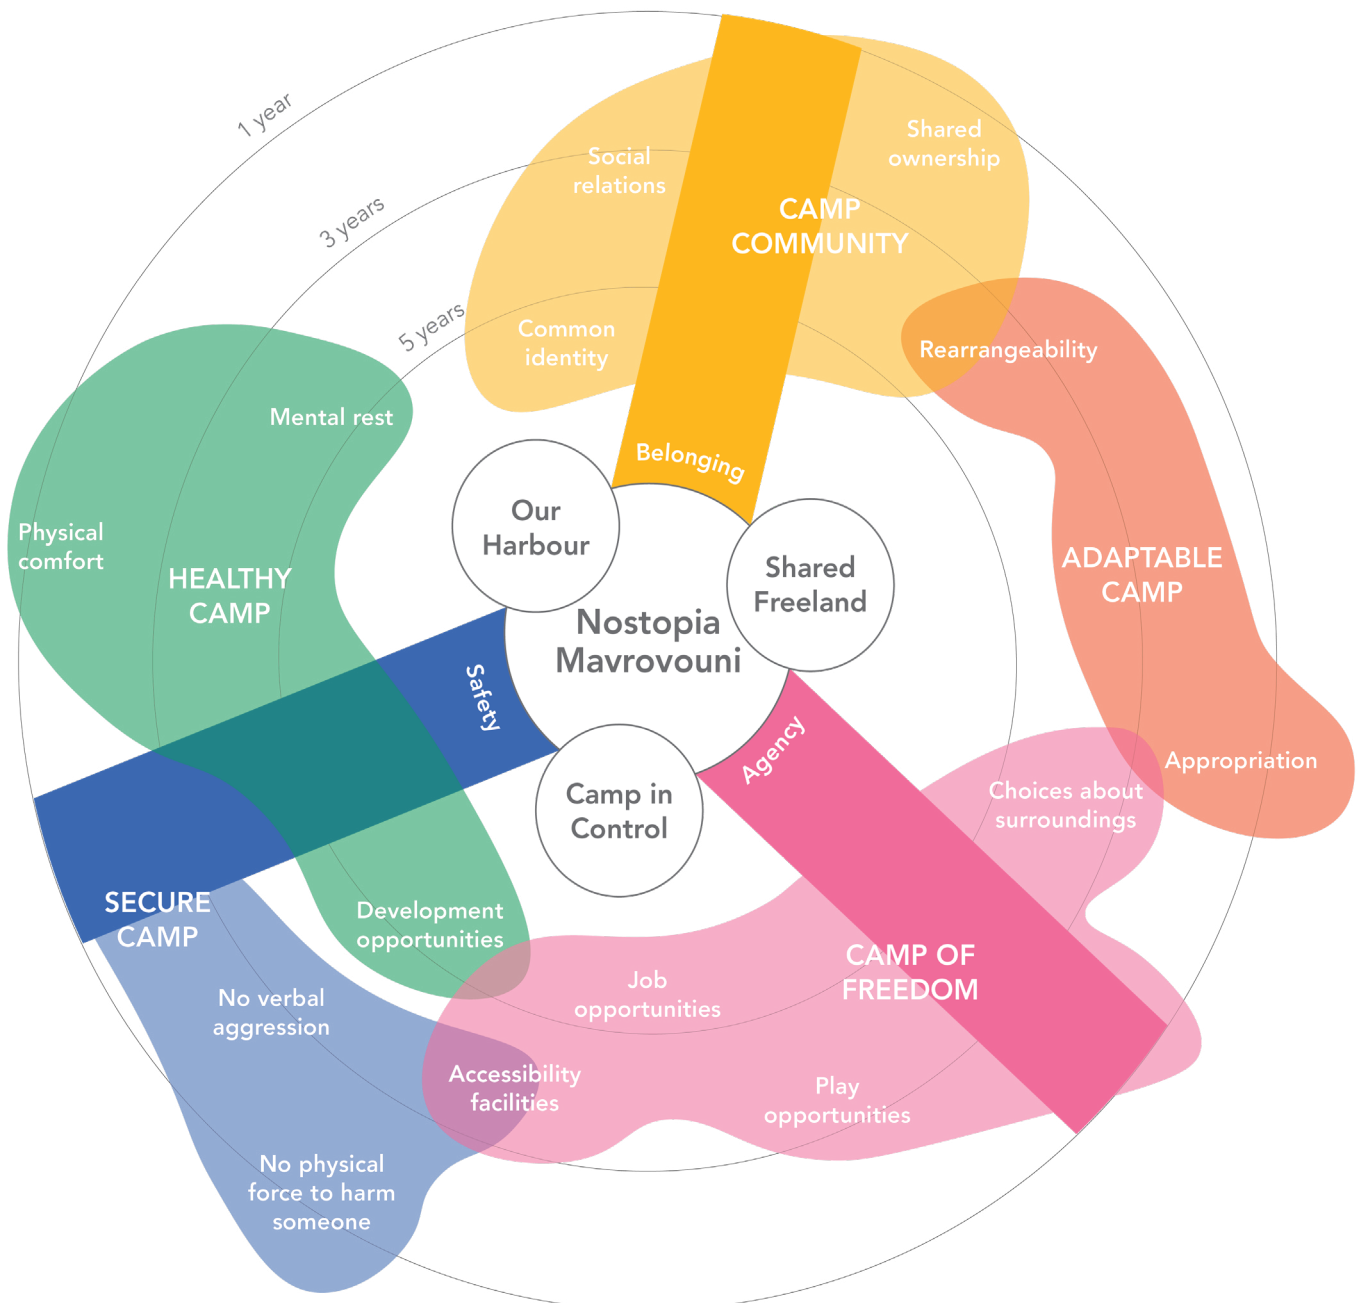 1 year
3 years
5 years
Social
relations
Shared
ownership
CAMP
COMMUNITY
Common
identity
Rearrangeability
Mental rest
Belonging
Our
Harbour
Physical
comfort
HEALTHY
CAMP
Shared
Freeland
ADAPTABLE
CAMP
Nostopia
Mavrovouni
Safety
Agency
Camp in
Control
Choices about
surroundings
Appropriation
SECURE
CAMP
Development
opportunities
CAMP OF
FREEDOM
No verbal
aggression
Job
opportunities
Accessibility
facilities
Play
opportunities
No physical
force to harm
someone